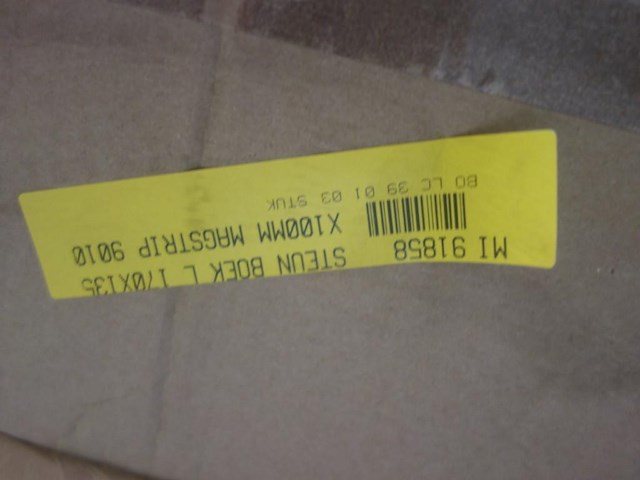 MI 91858 STEUN BOEK L 170X135
X100MM MAGSTRIP 9010
BO LC 39 01 03 STUK